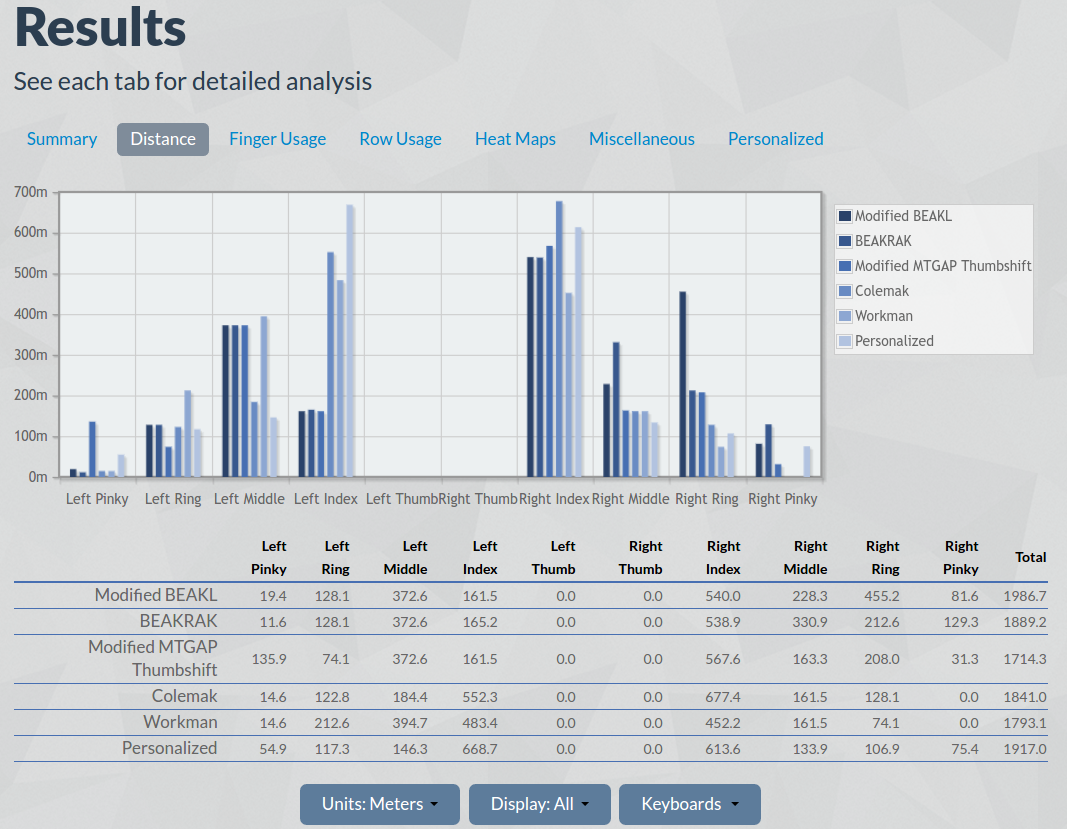 Results
See each tab for detailed analysis
Summary Distance Finger Usage Row Usage Heat Maps Miscellaneous Personalized
700m
600m
500m
400m
300m
200m
100m
0m
Left Pinky Left Ring Left Middle Left Index Left Thumb Right Thumb Right Index Right Middle Right Ring Right Pinky
Modified BEAKL
BEAKRAK
Modified MTGAP Thumbshift
Colemak
Workman
Personalized
Left Pinky Left Ring Left Middle Left Index Left Thumb Right Thumb Right Index Right Middle Right Ring Right Pinky Total
Modified BEAKL 19.4 128.1 372.6 161.5 0.0 0.0 540.0 228.3 455.2 81.6 1986.7
BEAKRAK 11.6 128.1 372.6 165.2 0.0 0.0 538.9 330.9 212.6 129.3 1889.2
Modified MTGAP Thumbshift 135.9 74.1 372.6 161.5 0.0 0.0 567.6 163.3 208.0 31.3 1714.3
Colemak 14.6 122.8 184.4 552.3 0.0 0.0 677.4 161.5 128.1 0.0 1841.0
Workman 14.6 212.6 394.7 483.4 0.0 0.0 452.2 161.5 74.1 0.0 1793.1
Personalized 54.9 117.3 146.3 668.7 0.0 0.0 613.6 133.9 106.9 75.4 1917.0
Units: Meters Display: All Keyboards